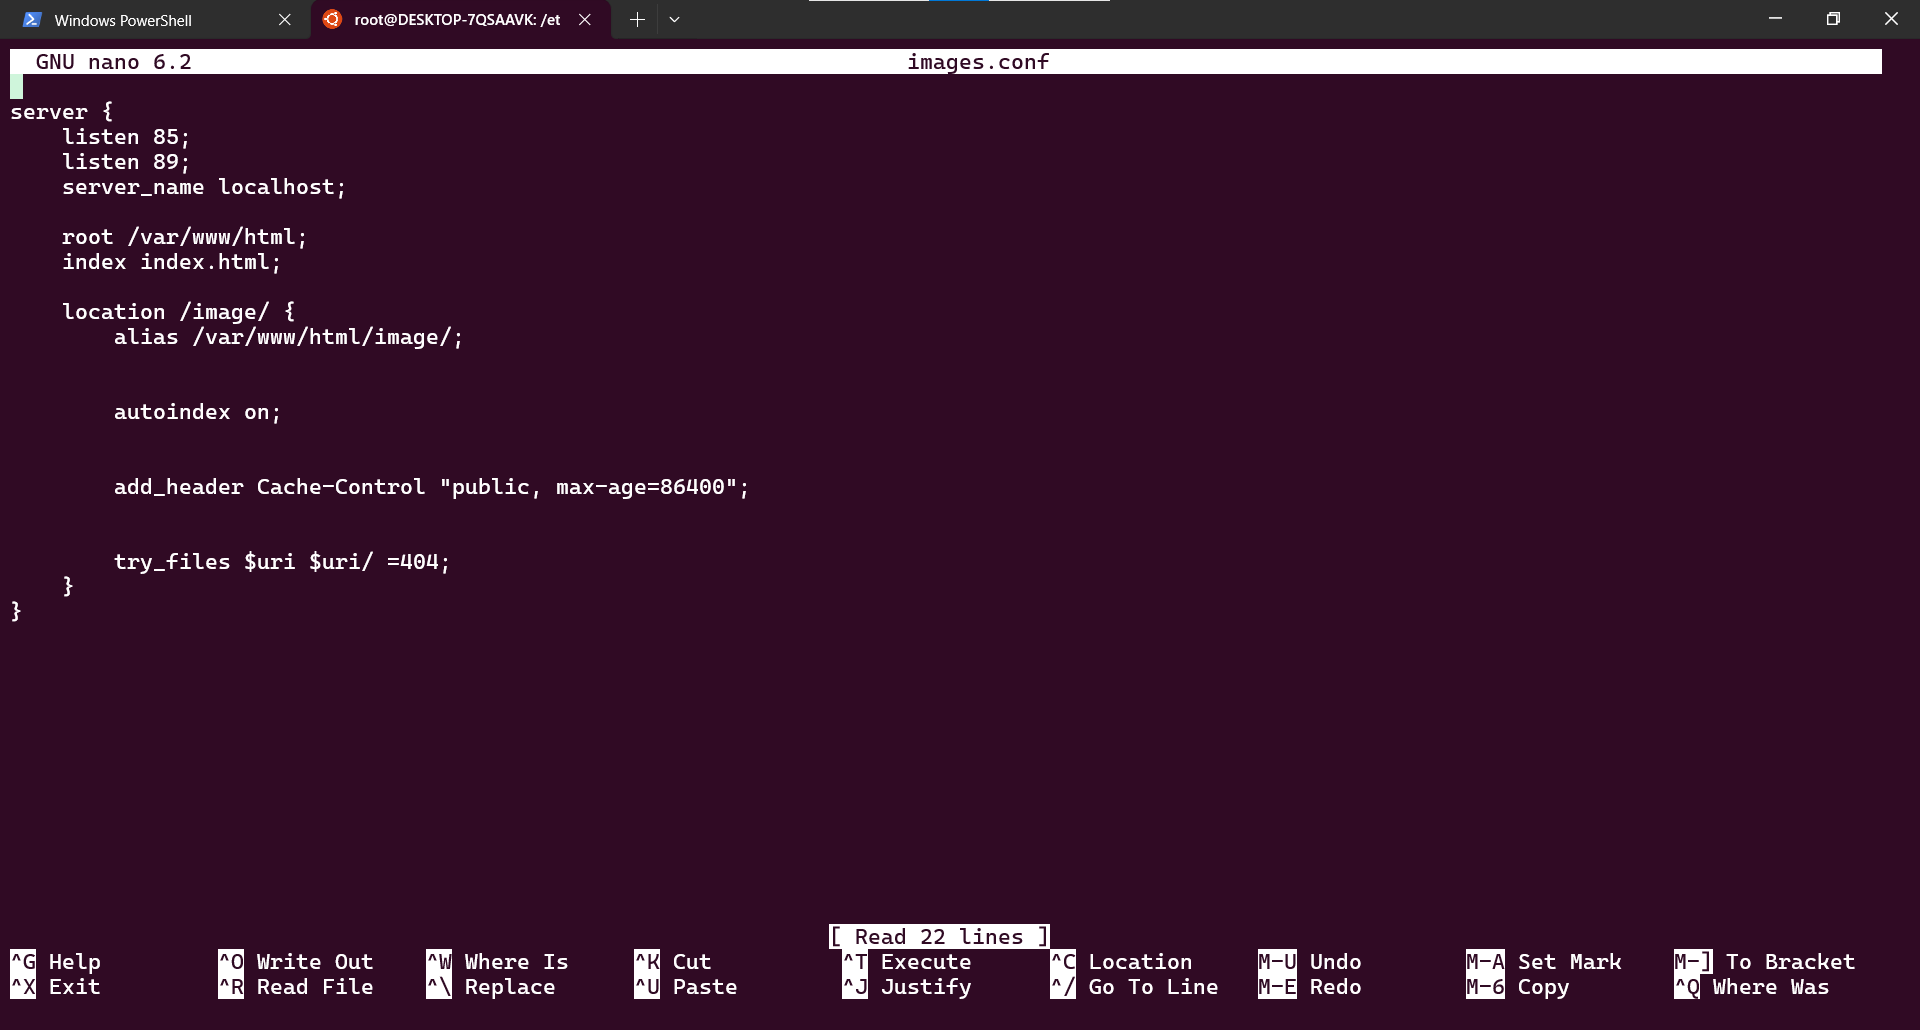 Windows PowerShell
root@DESKTOP-7QSAAVK: /et
GNU nano 6.2 images.conf
server {
    listen 85;
    listen 89;
    server_name localhost;
    root /var/www/html;
    index index.html;
    location /image/ {
        alias /var/www/html/image/;
        autoindex on;
        add_header Cache-Control "public, max-age=86400";
        try_files $uri $uri/ =404;
    }
}
[ Read 22 lines ]
^G Help ^O Write Out ^W Where Is ^K Cut ^T Execute ^C Location M-U Undo M-A Set Mark M-] To Bracket
^X Exit ^R Read File ^\ Replace ^U Paste ^J Justify ^/ Go To Line M-E Redo M-6 Copy ^Q Where Was